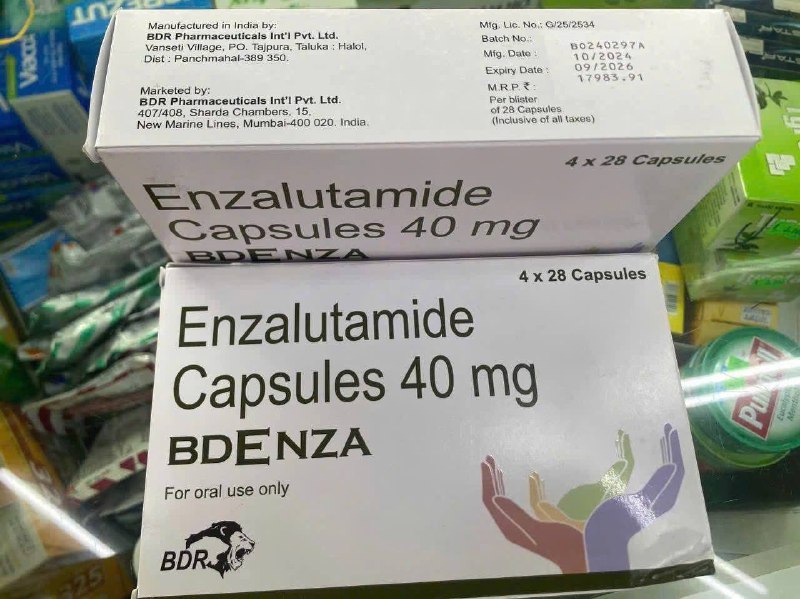 Manufactured in India by:
BDR Pharmaceuticals Int'l Pvt. Ltd.
Vanseti Village, PO. Tajpura, Taluka : Halol,
Dist : Panchmahal-389 350.
Marketed by:
BDR Pharmaceuticals Int'l Pvt. Ltd.
407/408, Sharda Chambers, 15,
New Marine Lines, Mumbai-400 020. India.
Mfg. Lic. No.: G/25/2534
Batch No.: B0240297A
Mfg. Date : 10/2024
Expiry Date : 09/2026
M.R.P. ₹ : 17983.91
Per blister
of 28 Capsules
(Inclusive of all taxes)
4 x 28 Capsules
Enzalutamide
Capsules 40 mg
BDENZA
4 x 28 Capsules
Enzalutamide
Capsules 40 mg
BDENZA
For oral use only
BDR